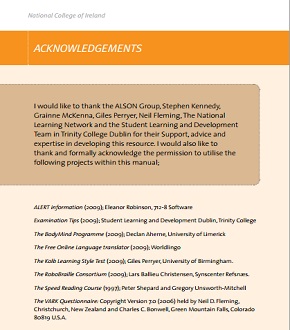 National College of Ireland
ACKNOWLEDGEMENTS
I would like to thank the ALSON Group, Stephen Kennedy,
Grainne McKenna, Giles Perryer, Neil Fleming, The National
Learning Network and the Student Learning and Development
Team in Trinity College Dublin for their Support, advice and
expertise in developing this resource. I would also like to
thank and formally acknowledge the permission to utilise the
following projects within this manual;
ALERT Information (2009); Eleanor Robinson, 712-8 Software
Examination Tips (2009); Student Learning and Development Dublin, Trinity College
The BodyMind Programme (2009); Declan Aherne, University of Limerick
The Free Online Language translator (2009); Worldlingo
The Kolb Learning Style Test (2009); Giles Perryer, University of Birmingham.
The RoboBraille Consortium (2009); Lars Ballieu Christensen, Synscenter Refsnæs.
The Speed Reading Course (1997); Peter Shepard and Gregory Unsworth-Mitchell
The VARK Questionnaire: Copyright Version 7.0 (2006) held by Neil D. Fleming,
Christchurch, New Zealand and Charles C. Bonwell, Green Mountain Falls, Colorado
80819 U.S.A.